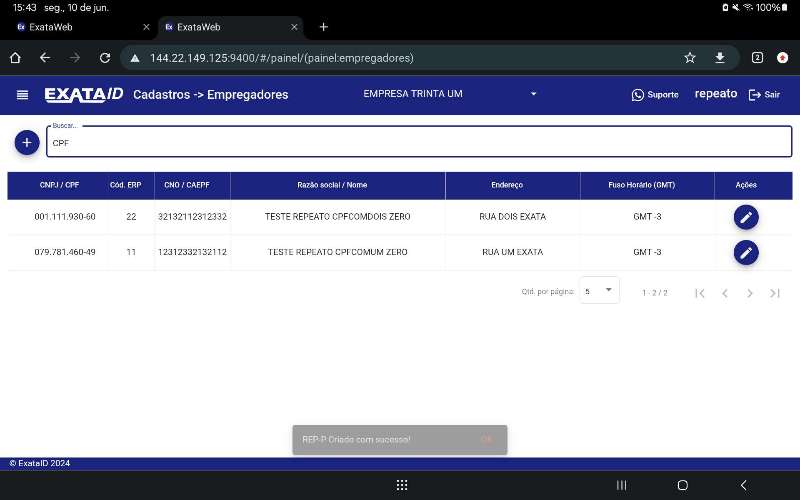 15:43 seg., 10 de jun.
100%
Ex ExataWeb
Ex ExataWeb
144.22.149.125:9400/#/painel/(painel:empregadores)
2
EXATAID
Cadastros -> Empregadores
EMPRESA TRINTA UM
Suporte
repeato
Sair
Buscar...
CPF
CNPJ / CPF Cód. ERP CNO / CAEPF Razão social / Nome Endereço Fuso Horário (GMT) Ações
001.111.930-60 22 32132112312332 TESTE REPEATO CPFCOMDOIS ZERO RUA DOIS EXATA GMT -3
079.781.460-49 11 12312332132112 TESTE REPEATO CPFCOMUM ZERO RUA UM EXATA GMT -3
Qtd. por página: 5 1 - 2 / 2
REP-P Criado com sucesso! Ok
© ExataID 2024